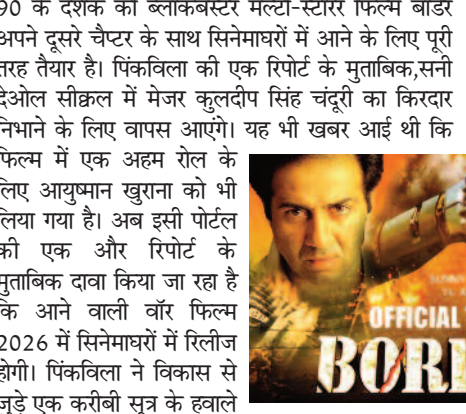 90 के दशक की ब्लॉकबस्टर मल्टी-स्टारर फिल्म बॉर्डर
अपने दूसरे चैप्टर के साथ सिनेमाघरों में आने के लिए पूरी
तरह तैयार है। पिंकविला की एक रिपोर्ट के मुताबिक,सनी
देओल सीक्वल में मेजर कुलदीप सिंह चंदूरी का किरदार
निभाने के लिए वापस आएंगे। यह भी खबर आई थी कि
फिल्म में एक अहम रोल के
लिए आयुष्मान खुराना को भी
लिया गया है। अब इसी पोर्टल
की एक और रिपोर्ट के
मुताबिक दावा किया जा रहा है
कि आने वाली वॉर फिल्म
2026 में सिनेमाघरों में रिलीज
होगी। पिंकविला ने विकास से
जुड़े एक करीबी सूत्र के हवाले
OFFICIAL
BOR